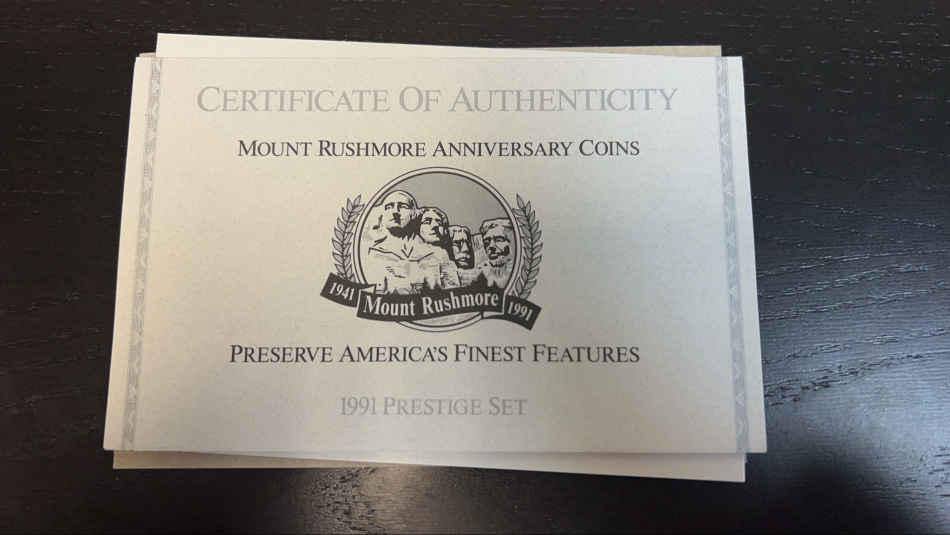 CERTIFICATE OF AUTHENTICITY
MOUNT RUSHMORE ANNIVERSARY COINS
1941 Mount Rushmore 1991
PRESERVE AMERICA'S FINEST FEATURES
1991 PRESTIGE SET